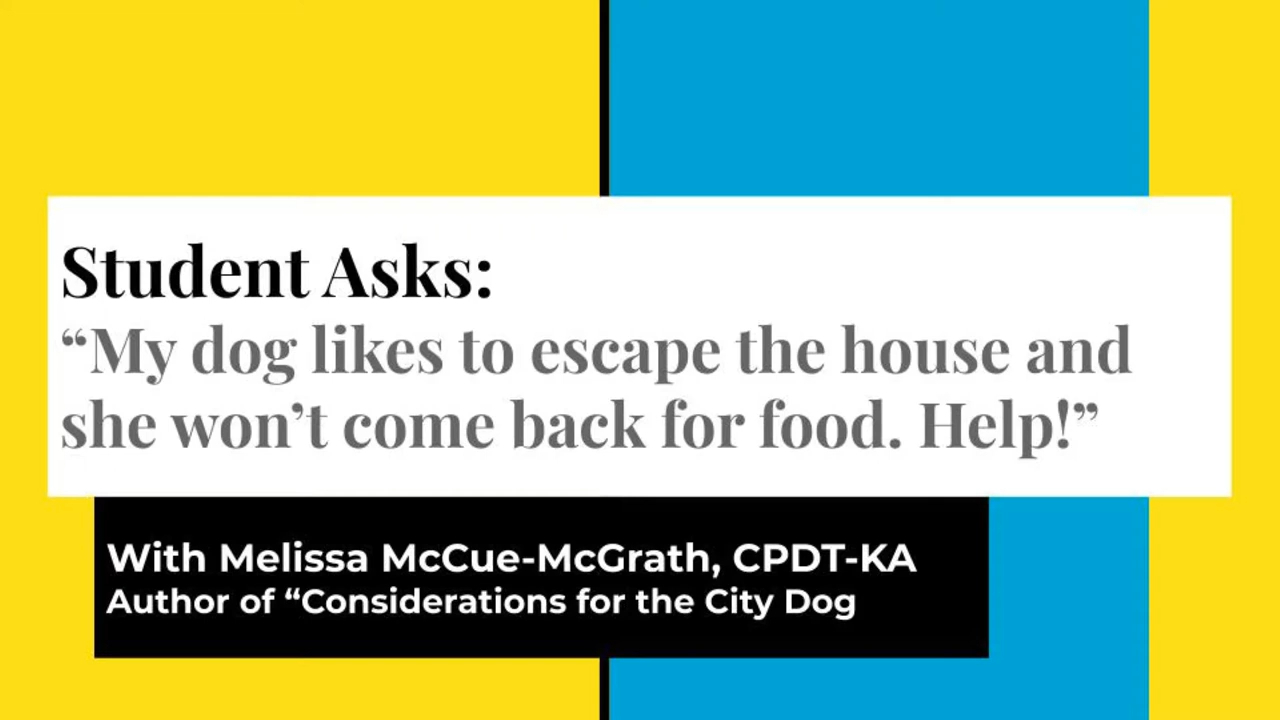 Student Asks:
“My dog likes to escape the house and
she won’t come back for food. Help!”
With Melissa McCue-McGrath, CPDT-KA
Author of “Considerations for the City Dog